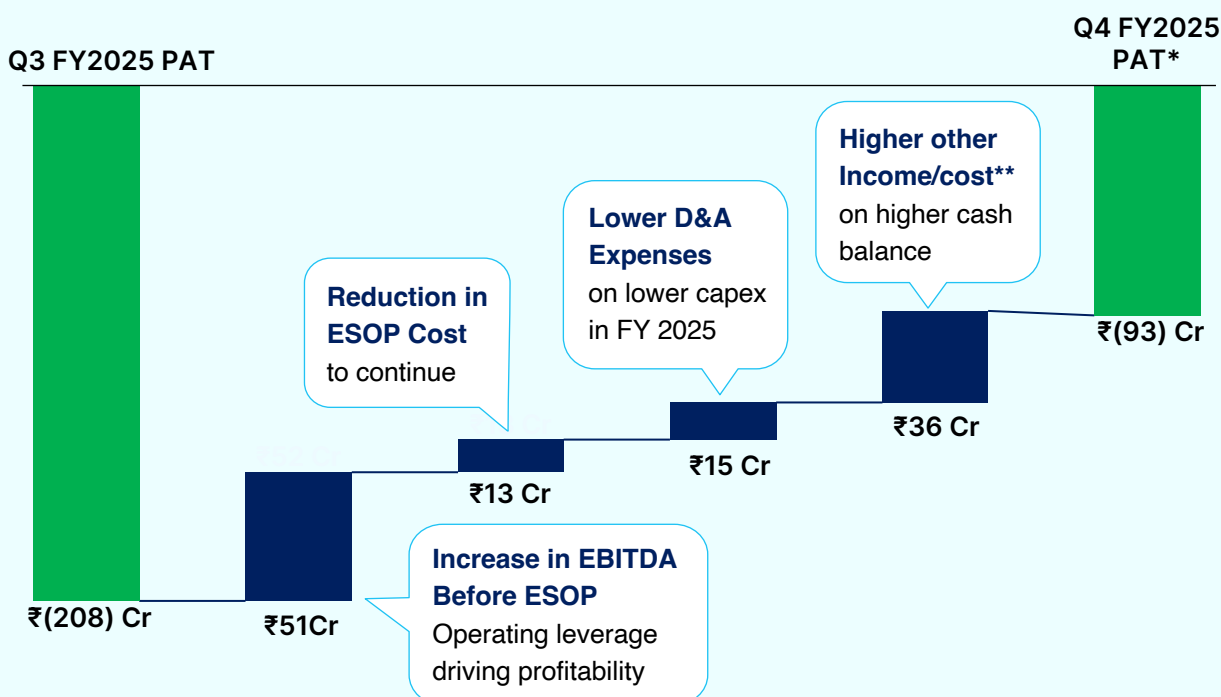 Q3 FY2025 PAT
Q4 FY2025
PAT*
Higher other
Income/cost**
on higher cash
balance
Lower D&A
Expenses
on lower capex
in FY 2025
Reduction in
ESOP Cost
to continue
₹(93) Cr
₹36 Cr
₹15 Cr
₹13 Cr
Increase in EBITDA
Before ESOP
Operating leverage
driving profitability
₹(208) Cr
₹51Cr